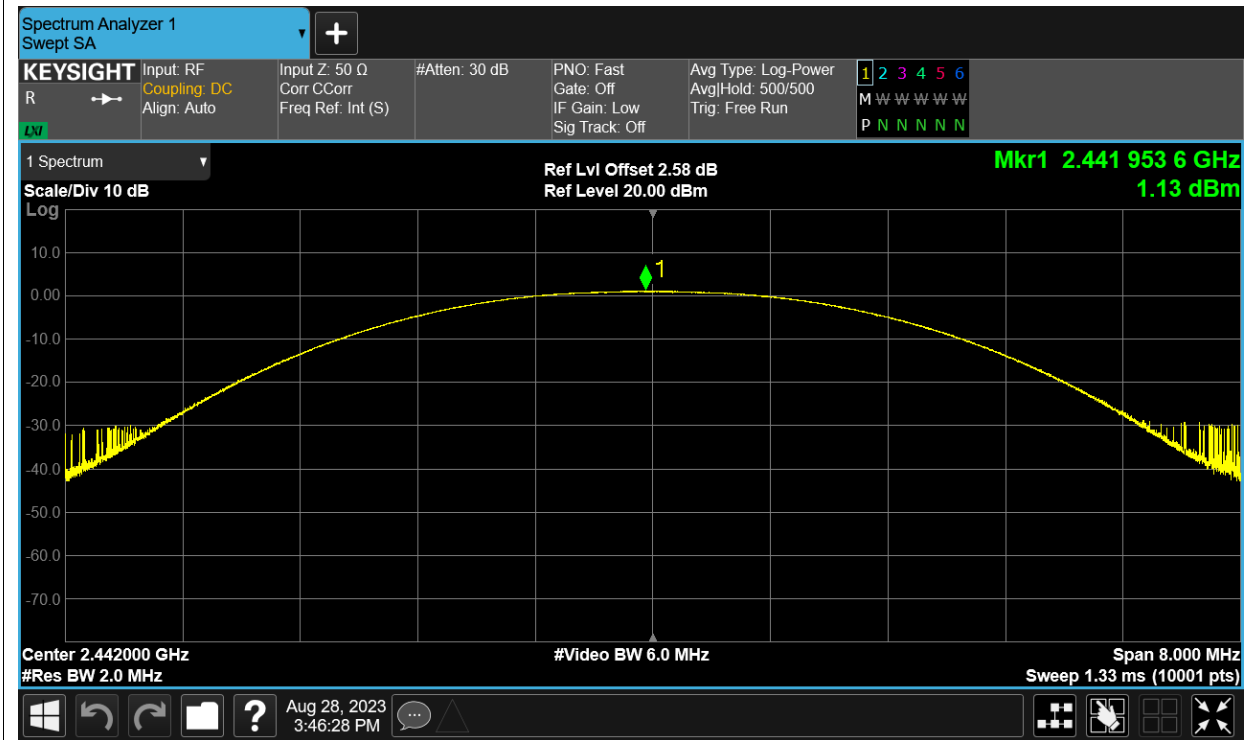 Spectrum Analyzer 1
Swept SA
KEYSIGHT
R
LXI
Input: RF
Coupling: DC
Align: Auto
Input Z: 50 Ω
Corr CCorr
Freq Ref: Int (S)
#Atten: 30 dB
PNO: Fast
Gate: Off
IF Gain: Low
Sig Track: Off
Avg Type: Log-Power
Avg|Hold: 500/500
Trig: Free Run
1 2 3 4 5 6
M W W W W W
P N N N N N
1 Spectrum
Scale/Div 10 dB
Log
Ref Lvl Offset 2.58 dB
Ref Level 20.00 dBm
Mkr1 2.441 953 6 GHz
1.13 dBm
10.0
0.00
-10.0
-20.0
-30.0
-40.0
-50.0
-60.0
-70.0
1
Center 2.442000 GHz
#Res BW 2.0 MHz
#Video BW 6.0 MHz
Span 8.000 MHz
Sweep 1.33 ms (10001 pts)
?
Aug 28, 2023
3:46:28 PM